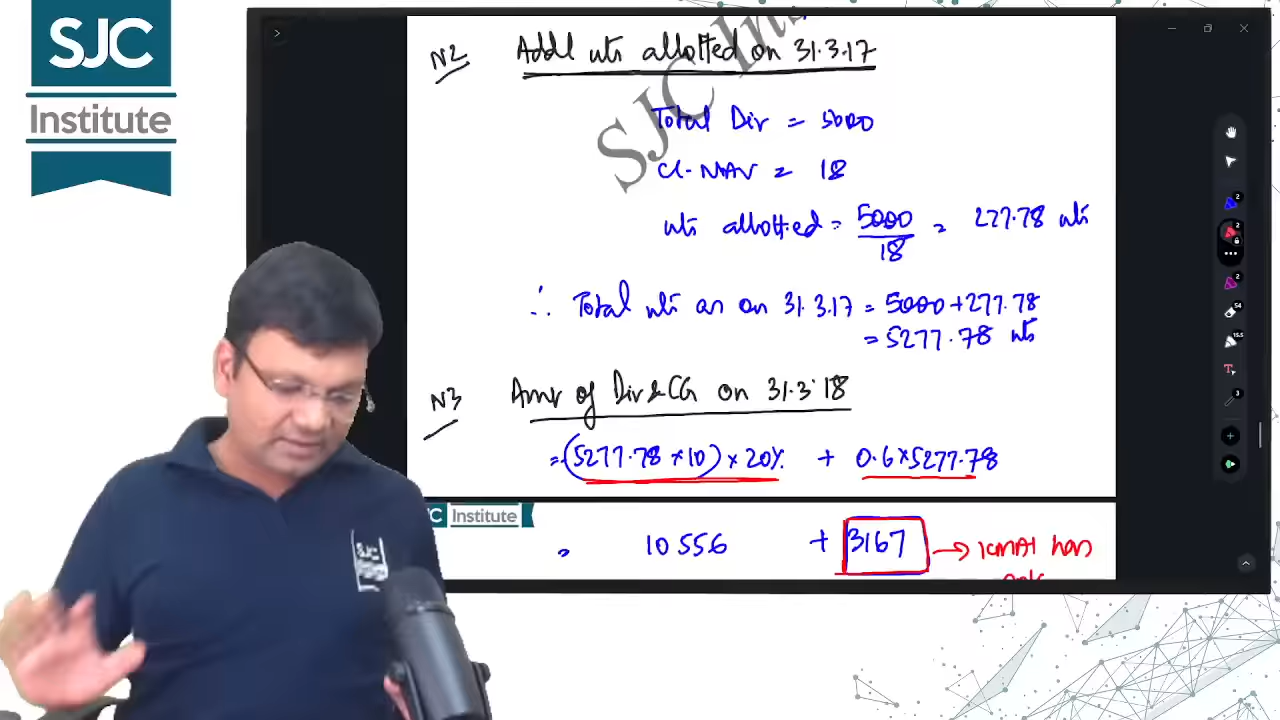 SJC
Institute
N2 Addl uts allotted on 31.3.17
SJC Ins
Total Div = 5000
Cl-NAV = 18
uts allotted = 5000/18 = 277.78 uts
∴ Total uts as on 31.3.17 = 5000+277.78
= 5277.78 uts
N3 Amt of Div & CG on 31.3.18
= (5277.78 × 10) × 20% + 0.6×5277.78
C Institute
= 10556 + 3167 → ICMAI has
SJC